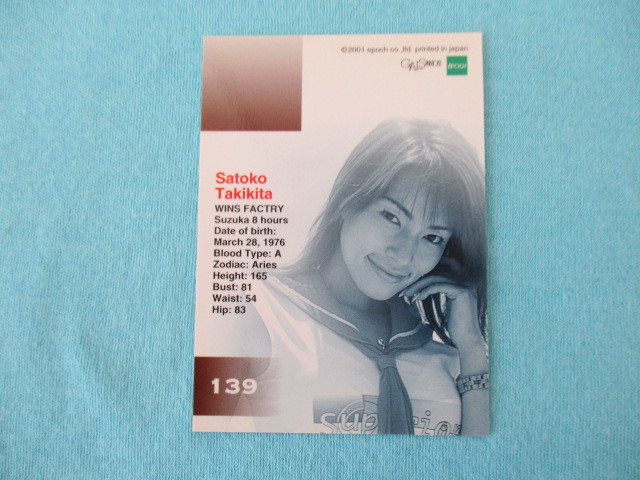 ©2001 epoch co.,ltd. printed in japan
EPOCH
Satoko
Takikita
WINS FACTRY
Suzuka 8 hours
Date of birth:
March 28, 1976
Blood Type: A
Zodiac: Aries
Height: 165
Bust: 81
Waist: 54
Hip: 83
139